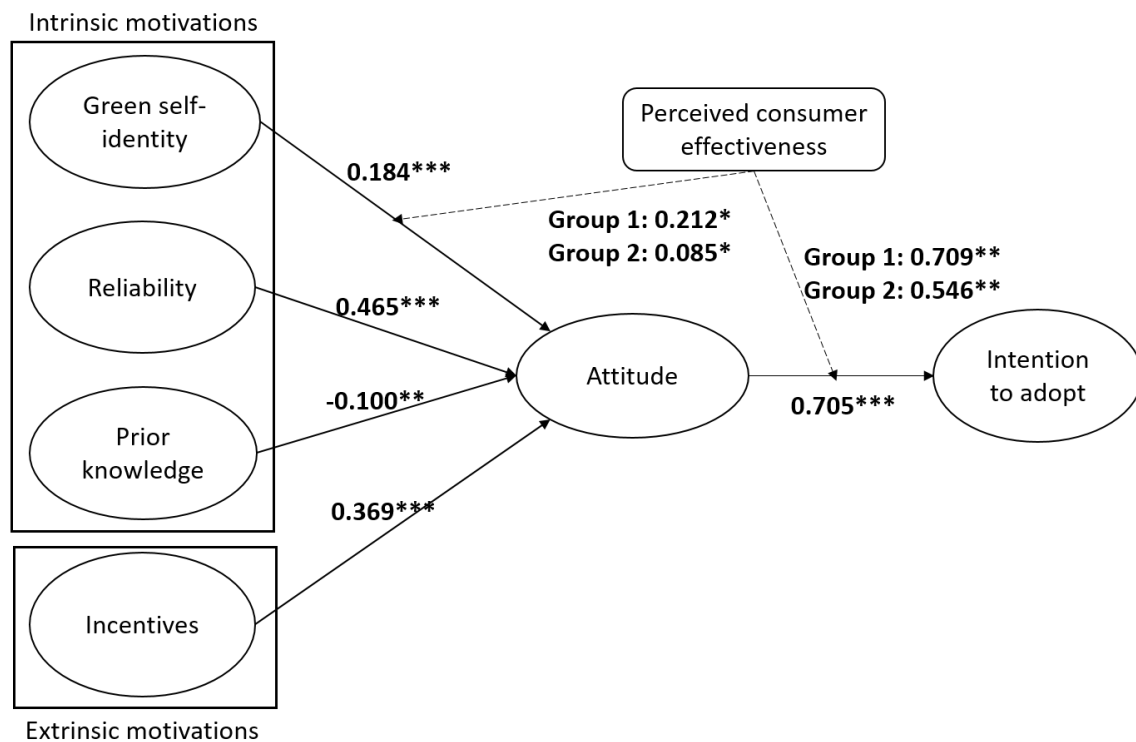 Intrinsic motivations
Green self-
identity
Perceived consumer
effectiveness
0.184***
Group 1: 0.212*
Group 2: 0.085*
Group 1: 0.709**
Group 2: 0.546**
Reliability
0.465***
Attitude
Intention
to adopt
0.705***
-0.100**
Prior
knowledge
0.369***
Incentives
Extrinsic motivations